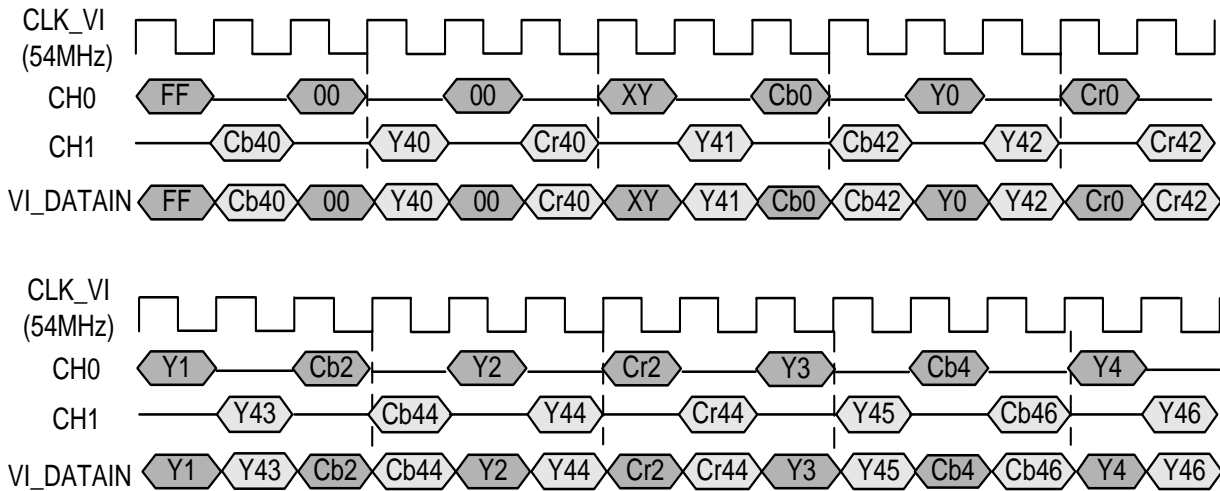 CLK_VI
(54MHz)
CH0 FF 00 00 XY Cb0 Y0 Cr0
CH1 Cb40 Y40 Cr40 Y41 Cb42 Y42 Cr42
VI_DATAIN FF Cb40 00 Y40 00 Cr40 XY Y41 Cb0 Cb42 Y0 Y42 Cr0 Cr42
CLK_VI
(54MHz)
CH0 Y1 Cb2 Y2 Cr2 Y3 Cb4 Y4
CH1 Y43 Cb44 Y44 Cr44 Y45 Cb46 Y46
VI_DATAIN Y1 Y43 Cb2 Cb44 Y2 Y44 Cr2 Cr44 Y3 Y45 Cb4 Cb46 Y4 Y46